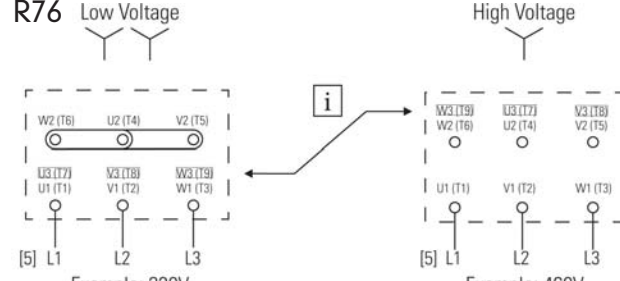 R76 Low Voltage
High Voltage
i
W2 (T6) U2 (T4) V2 (T5)
U3 (T7) V3 (T8) W3 (T9)
U1 (T1) V1 (T2) W1 (T3)
[5] L1 L2 L3
W3 (T9) U3 (T7) V3 (T8)
W2 (T6) U2 (T4) V2 (T5)
U1 (T1) V1 (T2) W1 (T3)
[5] L1 L2 L3